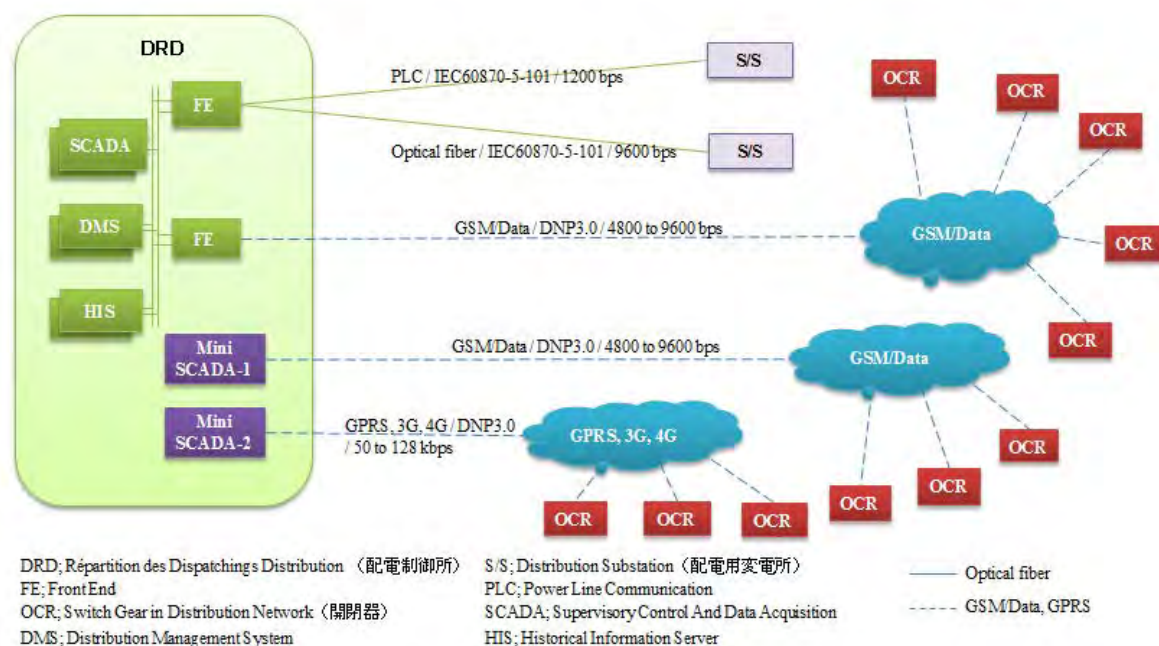 DRD
FE
SCADA
DMS
FE
HIS
Mini
SCADA-1
Mini
SCADA-2
PLC / IEC60870-5-101 / 1200 bps
S/S
Optical fiber / IEC60870-5-101 / 9600 bps
S/S
GSM/Data / DNP3.0 / 4800 to 9600 bps
GSM/Data
OCR
OCR
OCR
OCR
OCR
GSM/Data / DNP3.0 / 4800 to 9600 bps
GSM/Data
OCR
OCR
OCR
GPRS, 3G, 4G / DNP3.0
/ 50 to 128 kbps
GPRS, 3G, 4G
OCR
OCR
OCR
DRD; Répartition des Dispatchings Distribution （配電制御所）
FE; Front End
OCR; Switch Gear in Distribution Network（開閉器）
DMS; Distribution Management System
S/S; Distribution Substation（配電用変電所）
PLC; Power Line Communication
SCADA; Supervisory Control And Data Acquisition
HIS; Historical Information Server
Optical fiber
GSM/Data, GPRS